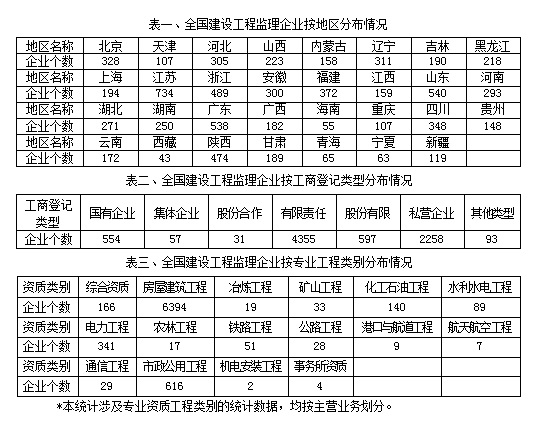 表一、全国建设工程监理企业按地区分布情况
地区名称 北京 天津 河北 山西 内蒙古 辽宁 吉林 黑龙江
企业个数 328 107 305 223 158 311 190 218
地区名称 上海 江苏 浙江 安徽 福建 江西 山东 河南
企业个数 194 734 489 300 372 159 540 293
地区名称 湖北 湖南 广东 广西 海南 重庆 四川 贵州
企业个数 271 250 538 182 55 107 348 148
地区名称 云南 西藏 陕西 甘肃 青海 宁夏 新疆
企业个数 172 43 474 189 65 63 119
表二、全国建设工程监理企业按工商登记类型分布情况
工商登记类型 国有企业 集体企业 股份合作 有限责任 股份有限 私营企业 其他类型
企业个数 554 57 31 4355 597 2258 93
表三、全国建设工程监理企业按专业工程类别分布情况
资质类别 综合资质 房屋建筑工程 冶炼工程 矿山工程 化工石油工程 水利水电工程
企业个数 166 6394 19 33 140 89
资质类别 电力工程 农林工程 铁路工程 公路工程 港口与航道工程 航天航空工程
企业个数 341 17 51 28 9 7
资质类别 通信工程 市政公用工程 机电安装工程 事务所资质
企业个数 29 616 2 4
*本统计涉及专业资质工程类别的统计数据，均按主营业务划分。